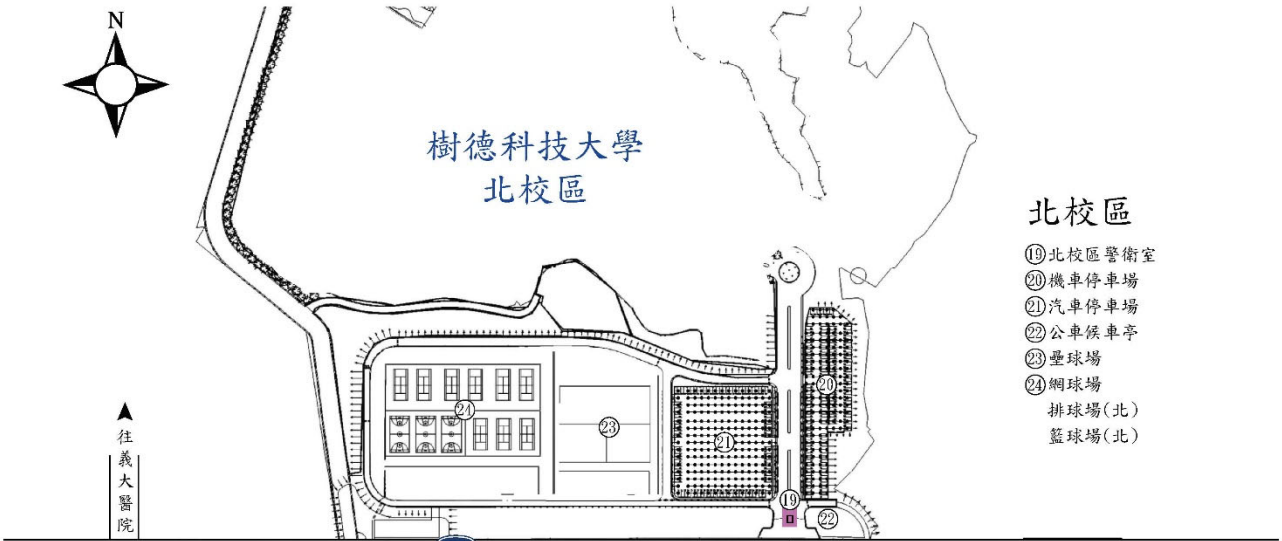 N
樹德科技大學
北校區
北校區
⑲北校區警衛室
⑳機車停車場
㉑汽車停車場
㉒公車候車亭
㉓壘球場
㉔網球場
排球場(北)
籃球場(北)
⑳
㉔
㉓
㉑
往義大醫院
⑲
㉒